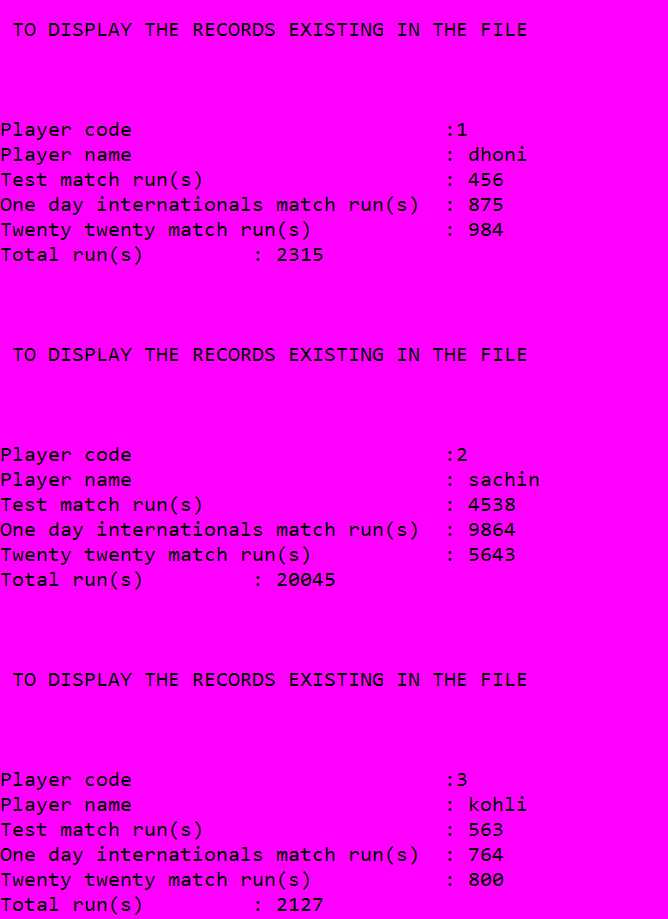 TO DISPLAY THE RECORDS EXISTING IN THE FILE
Player code :1
Player name : dhoni
Test match run(s) : 456
One day internationals match run(s) : 875
Twenty twenty match run(s) : 984
Total run(s) : 2315
TO DISPLAY THE RECORDS EXISTING IN THE FILE
Player code :2
Player name : sachin
Test match run(s) : 4538
One day internationals match run(s) : 9864
Twenty twenty match run(s) : 5643
Total run(s) : 20045
TO DISPLAY THE RECORDS EXISTING IN THE FILE
Player code :3
Player name : kohli
Test match run(s) : 563
One day internationals match run(s) : 764
Twenty twenty match run(s) : 800
Total run(s) : 2127